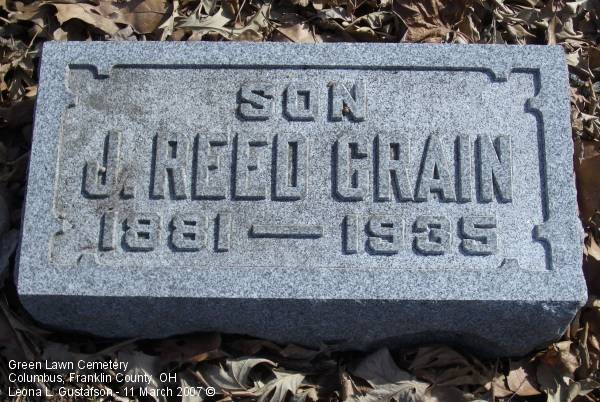 SON
J. REED CRAIN
1881 — 1935
Green Lawn Cemetery
Columbus, Franklin County, OH
Leona L. Gustafson - 11 March 2007 ©